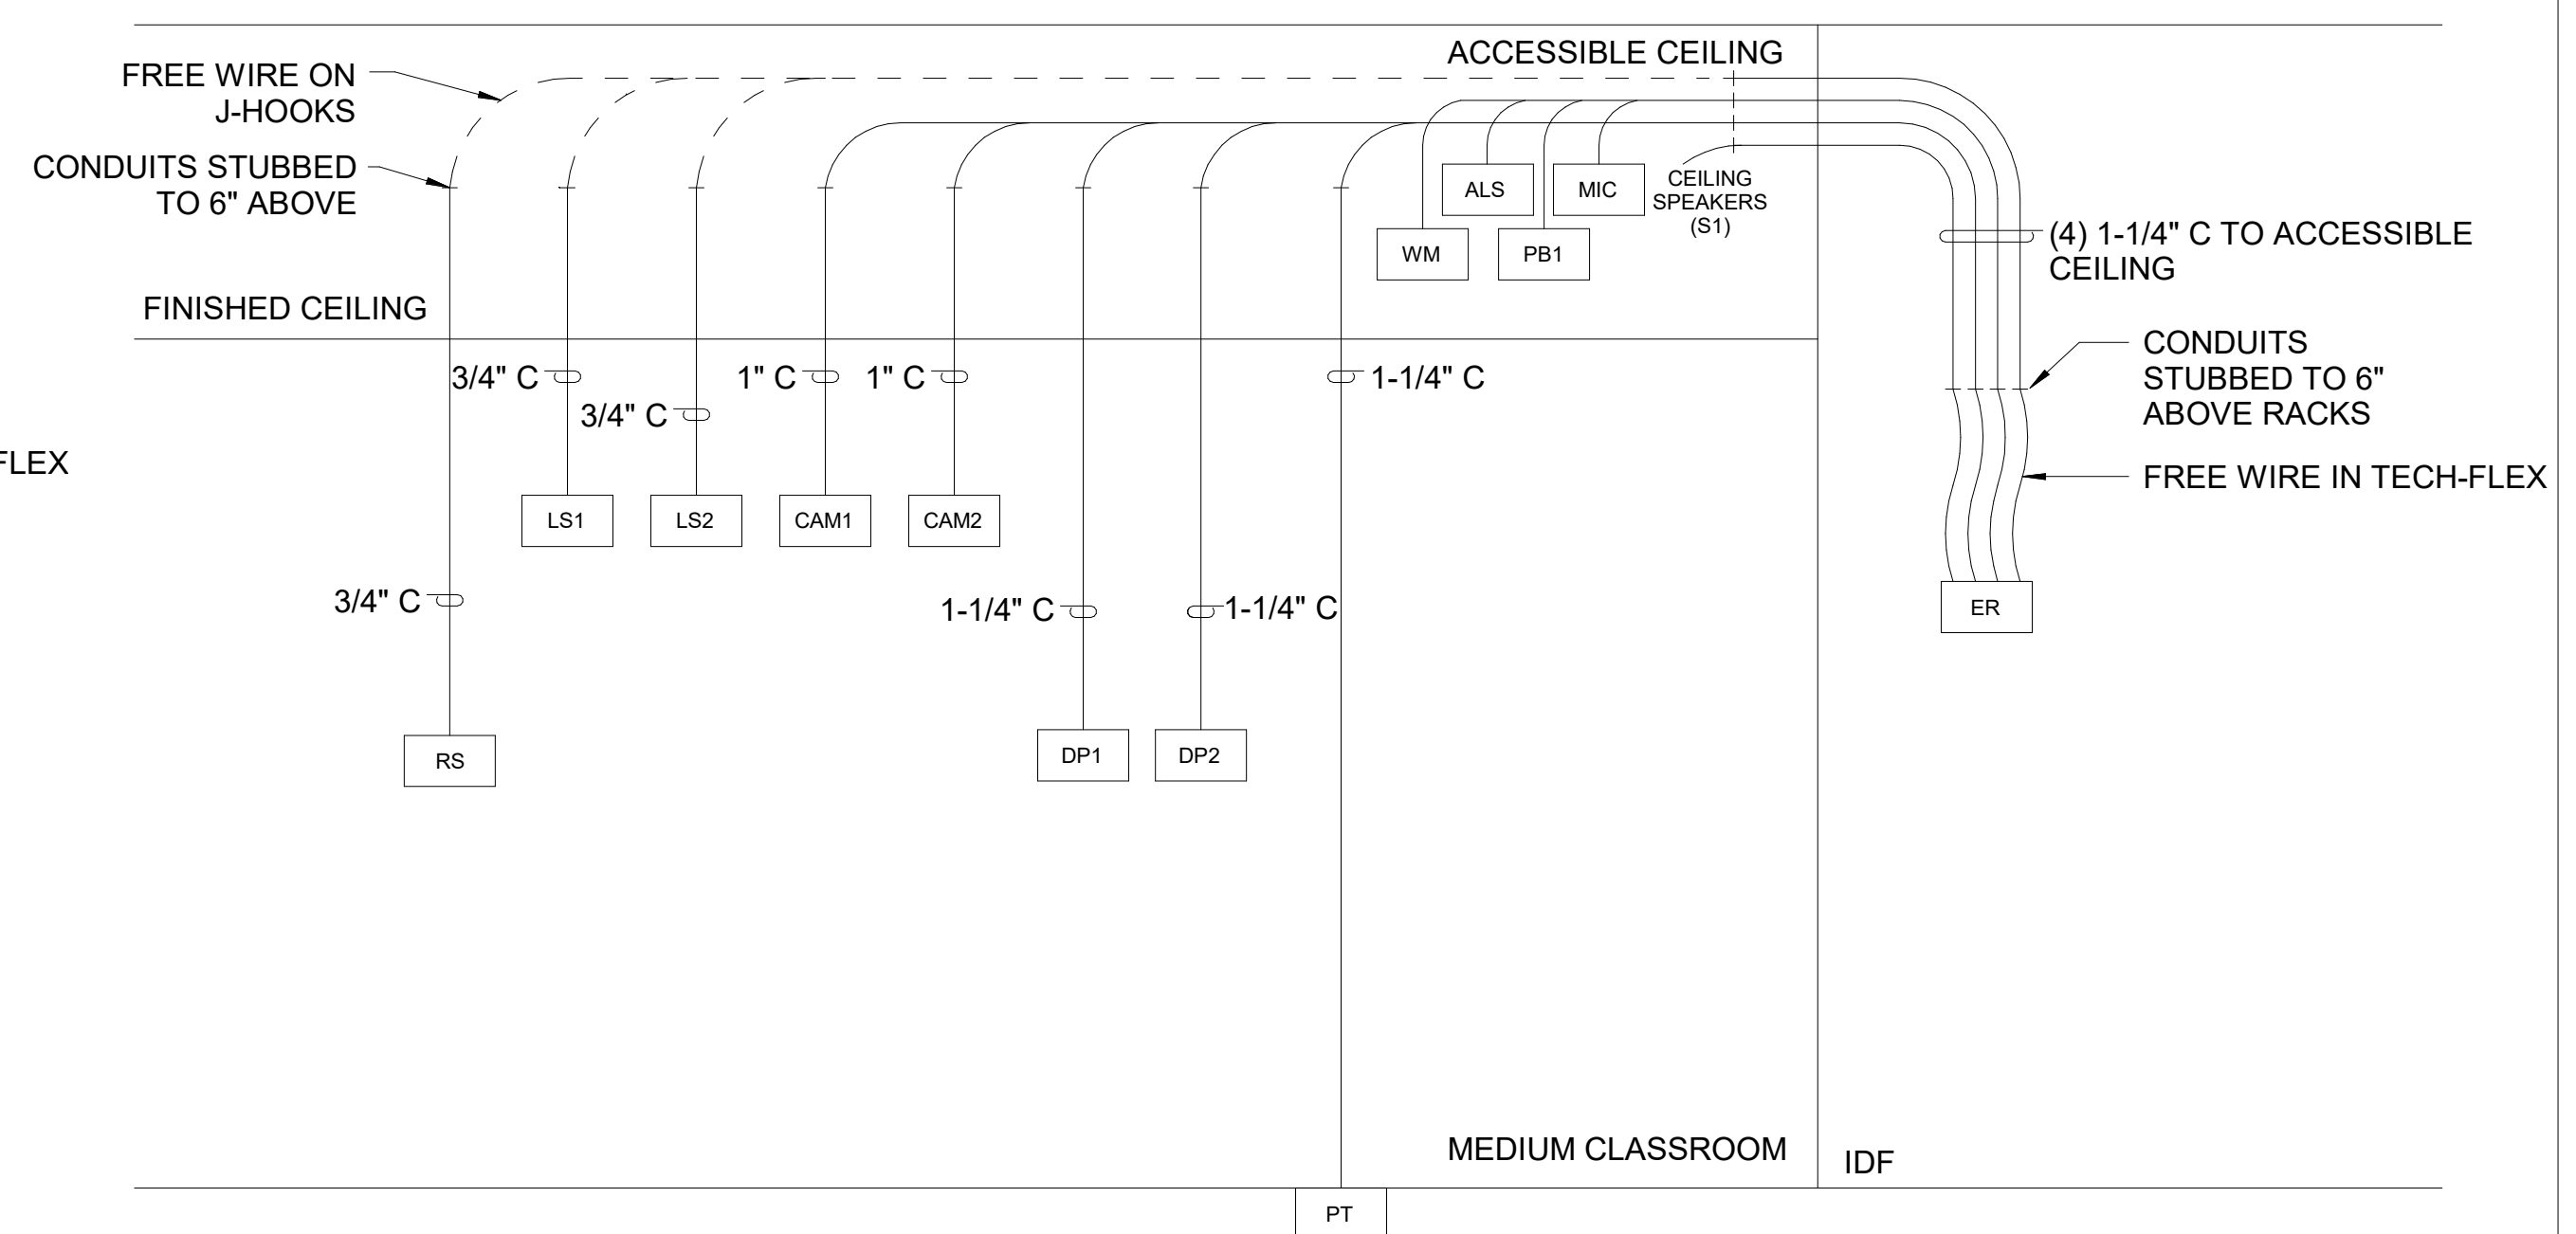 ACCESSIBLE CEILING
FREE WIRE ON
J-HOOKS
CONDUITS STUBBED
TO 6" ABOVE
ALS
MIC
CEILING
SPEAKERS
(S1)
WM
PB1
(4) 1-1/4" C TO ACCESSIBLE
CEILING
FINISHED CEILING
CONDUITS
STUBBED TO 6"
ABOVE RACKS
3/4" C
3/4" C
1" C
1" C
1-1/4" C
FLEX
FREE WIRE IN TECH-FLEX
LS1
LS2
CAM1
CAM2
3/4" C
1-1/4" C
1-1/4" C
ER
RS
DP1
DP2
MEDIUM CLASSROOM
IDF
PT